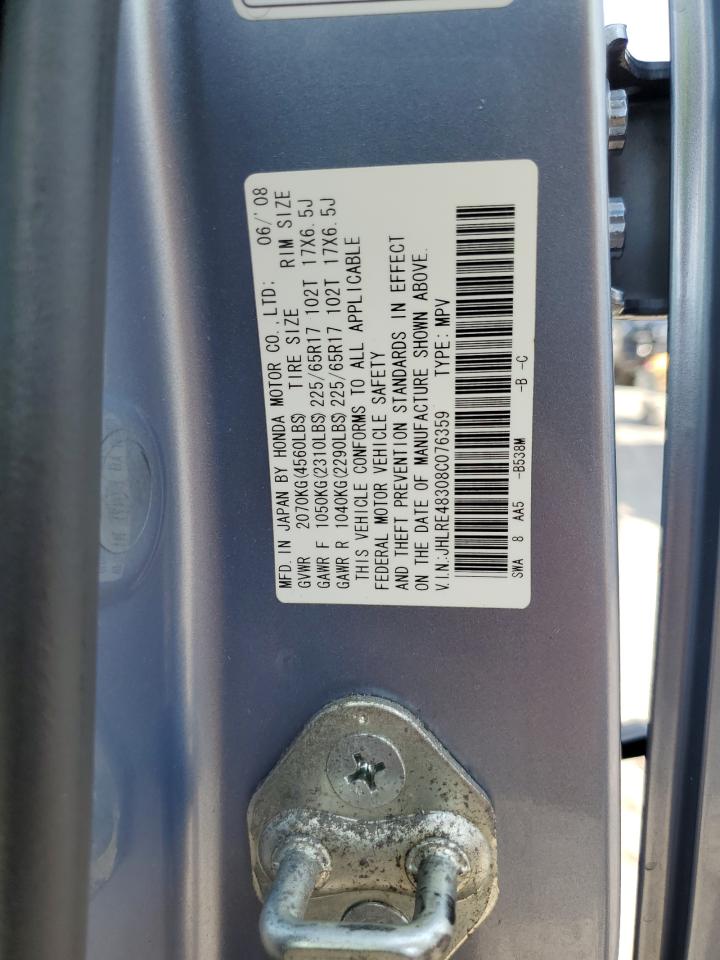 MFD. IN JAPAN BY HONDA MOTOR CO., LTD: 06/'08
GVWR 2070KG(4560LBS) TIRE SIZE RIM SIZE
GAWR F 1050KG(2310LBS) 225/65R17 102T 17X6.5J
GAWR R 1040KG(2290LBS) 225/65R17 102T 17X6.5J
THIS VEHICLE CONFORMS TO ALL APPLICABLE
FEDERAL MOTOR VEHICLE SAFETY
AND THEFT PREVENTION STANDARDS IN EFFECT
ON THE DATE OF MANUFACTURE SHOWN ABOVE.
V.I.N.:JHLRE48308C076359 TYPE: MPV
SWA 8 AA5 -B538M -B -C